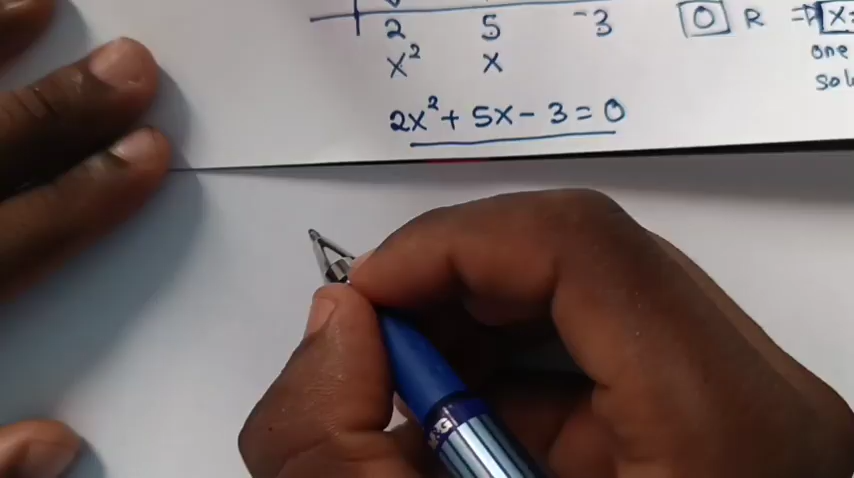 2 5 -3 0 R ⇒ x=
x² x one
2x² + 5x - 3 = 0
M&G